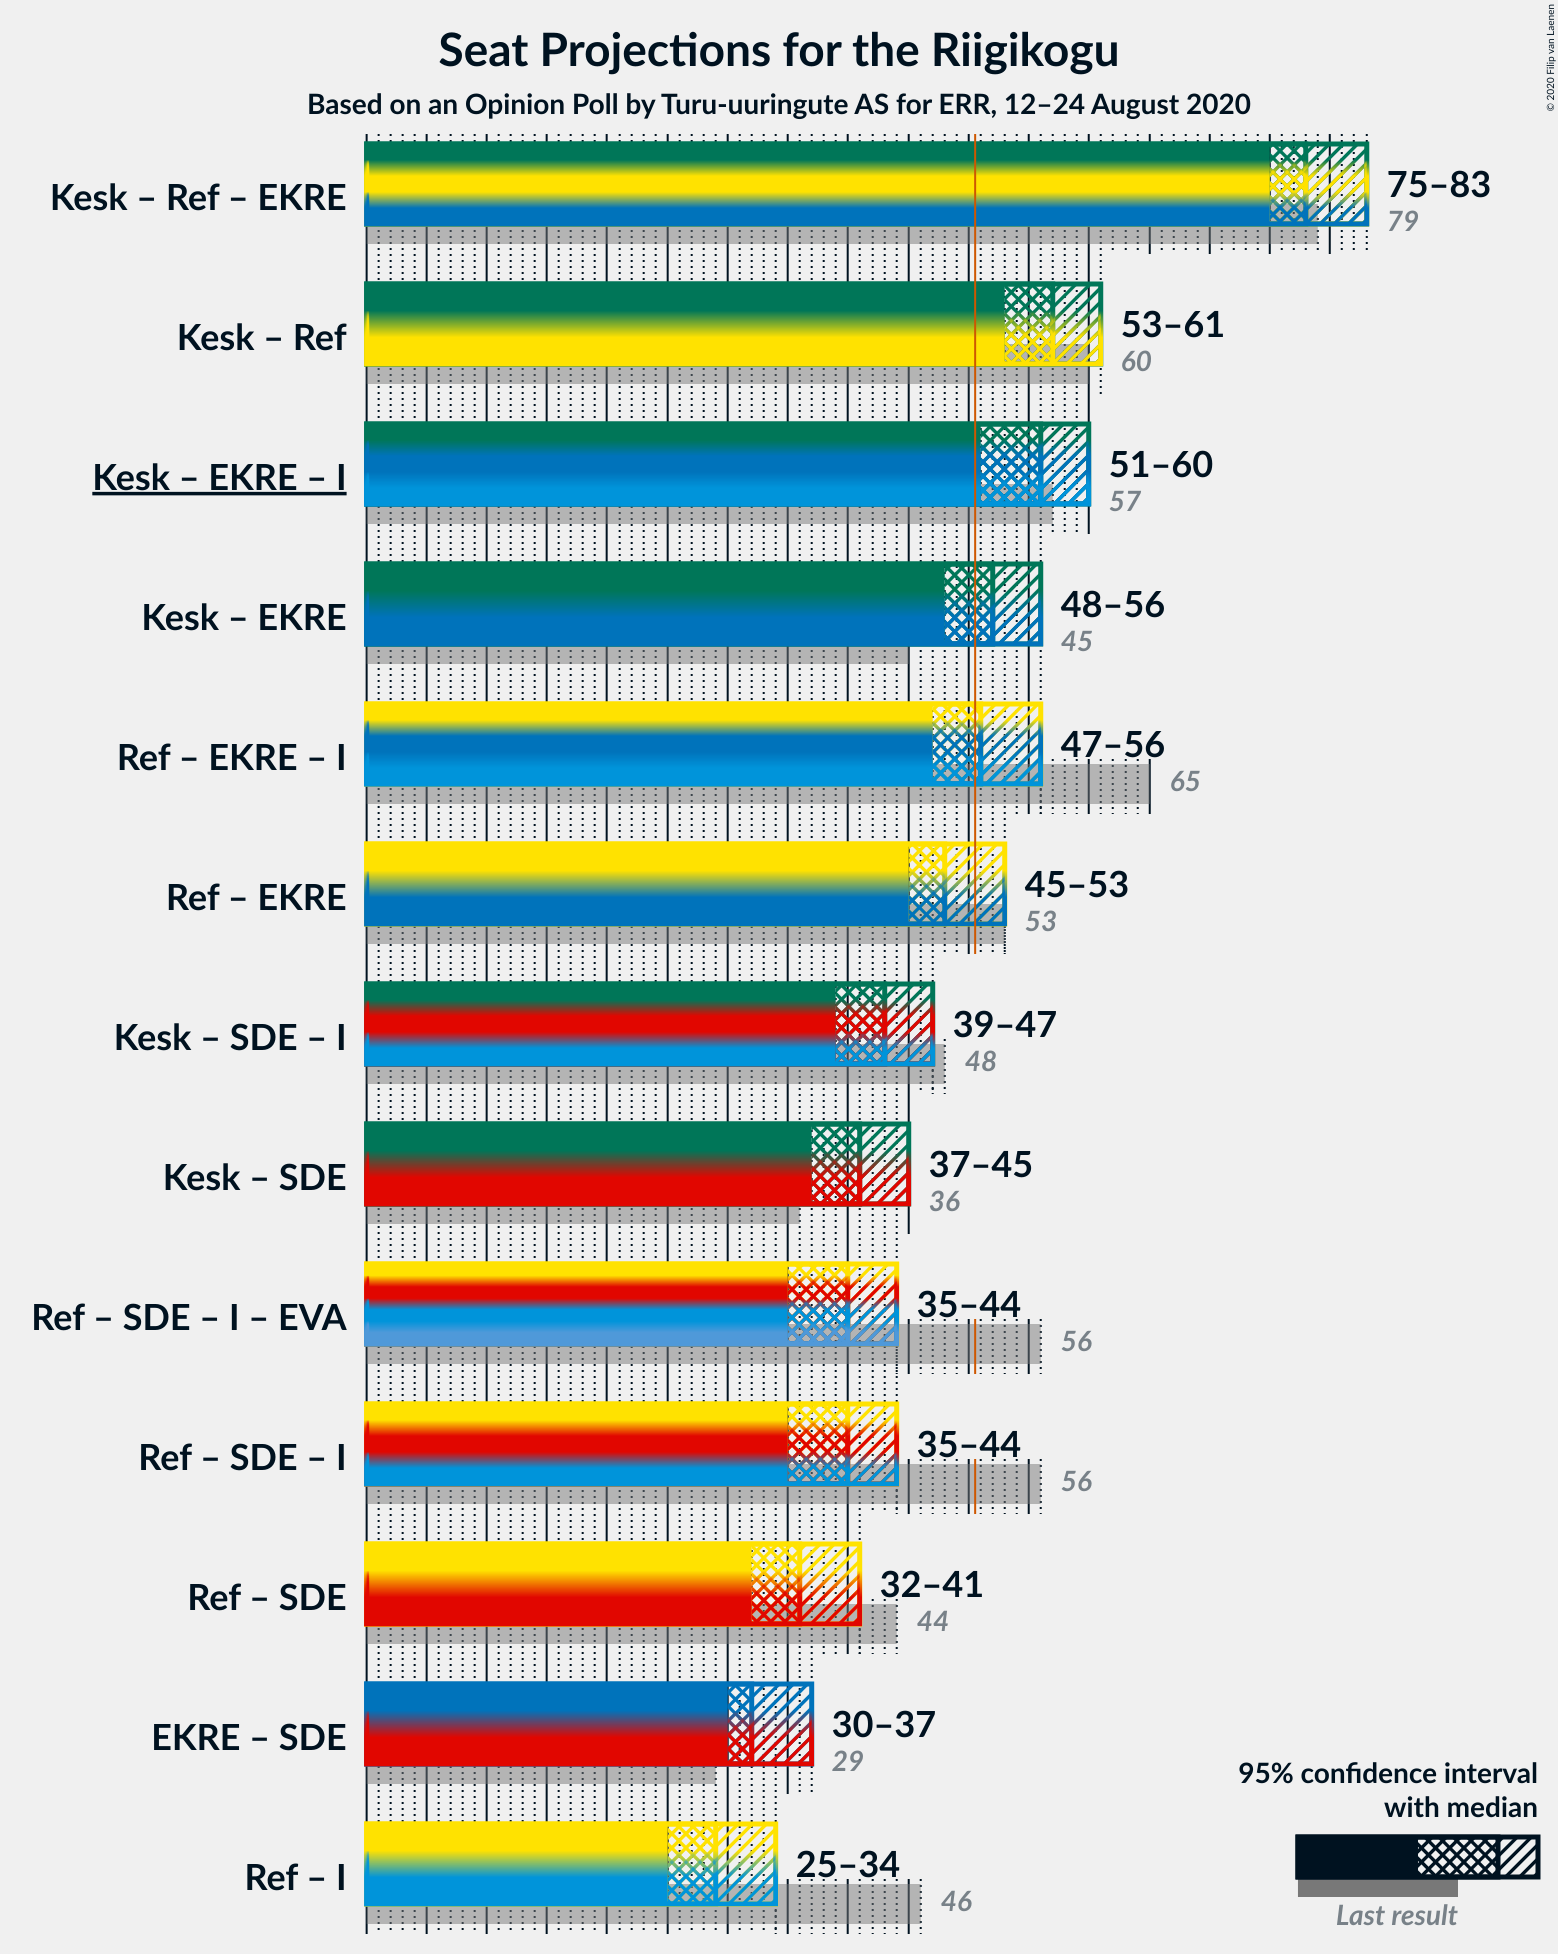 Seat Projections for the Riigikogu
Based on an Opinion Poll by Turu-uuringute AS for ERR, 12–24 August 2020
© 2020 Filip van Laenen
Kesk – Ref – EKRE
75–83
79
Kesk – Ref
53–61
60
Kesk – EKRE – I
51–60
57
Kesk – EKRE
48–56
45
Ref – EKRE – I
47–56
65
Ref – EKRE
45–53
53
Kesk – SDE – I
39–47
48
Kesk – SDE
37–45
36
Ref – SDE – I – EVA
35–44
56
Ref – SDE – I
35–44
56
Ref – SDE
32–41
44
EKRE – SDE
30–37
29
Ref – I
25–34
46
95% confidence interval
with median
Last result